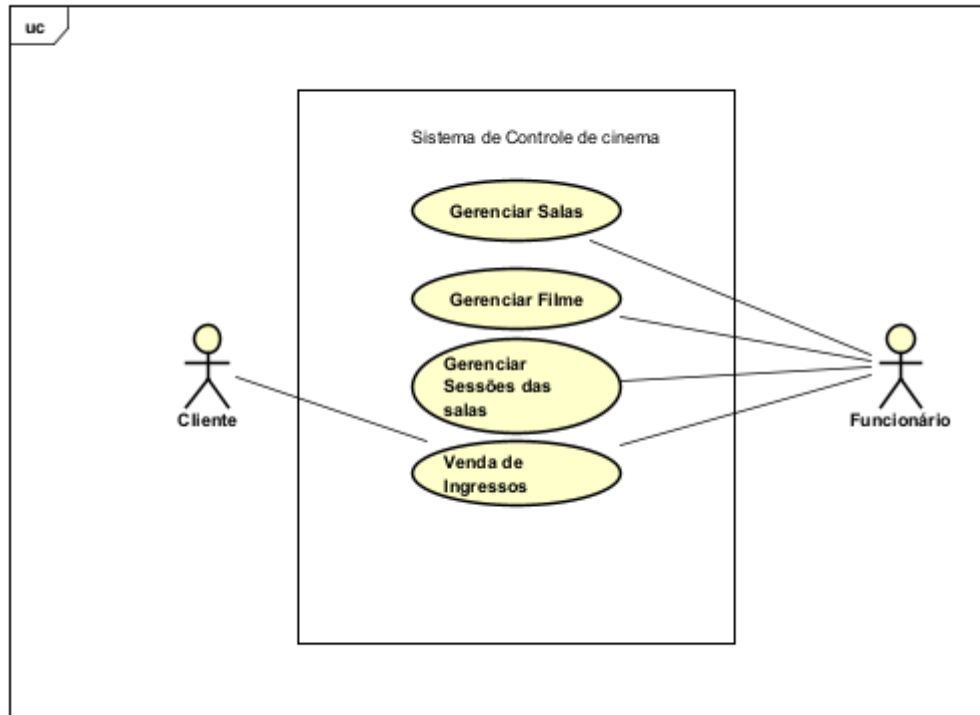 uc
Sistema de Controle de cinema
Gerenciar Salas
Gerenciar Filme
Gerenciar
Sessões das
salas
Cliente
Funcionário
Venda de
Ingressos